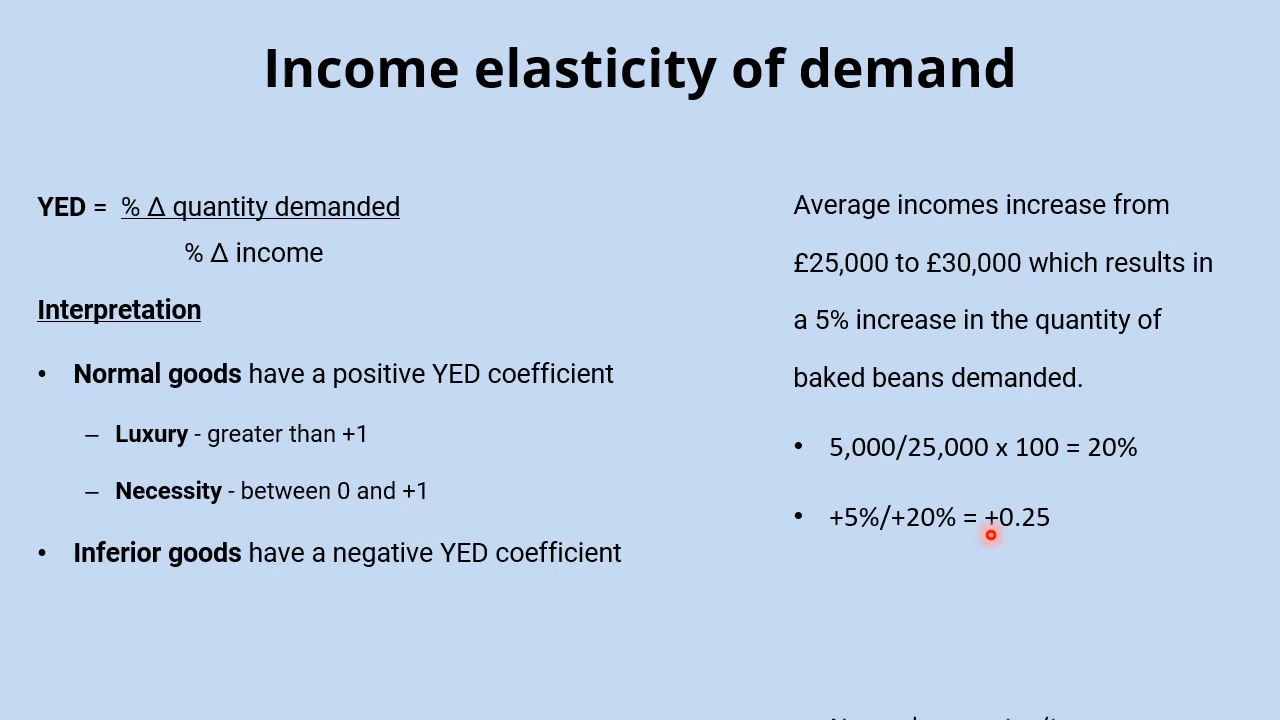 Income elasticity of demand
YED = % Δ quantity demanded
% Δ income
Interpretation
• Normal goods have a positive YED coefficient
– Luxury - greater than +1
– Necessity - between 0 and +1
• Inferior goods have a negative YED coefficient
Average incomes increase from
£25,000 to £30,000 which results in
a 5% increase in the quantity of
baked beans demanded.
• 5,000/25,000 x 100 = 20%
• +5%/+20% = +0.25